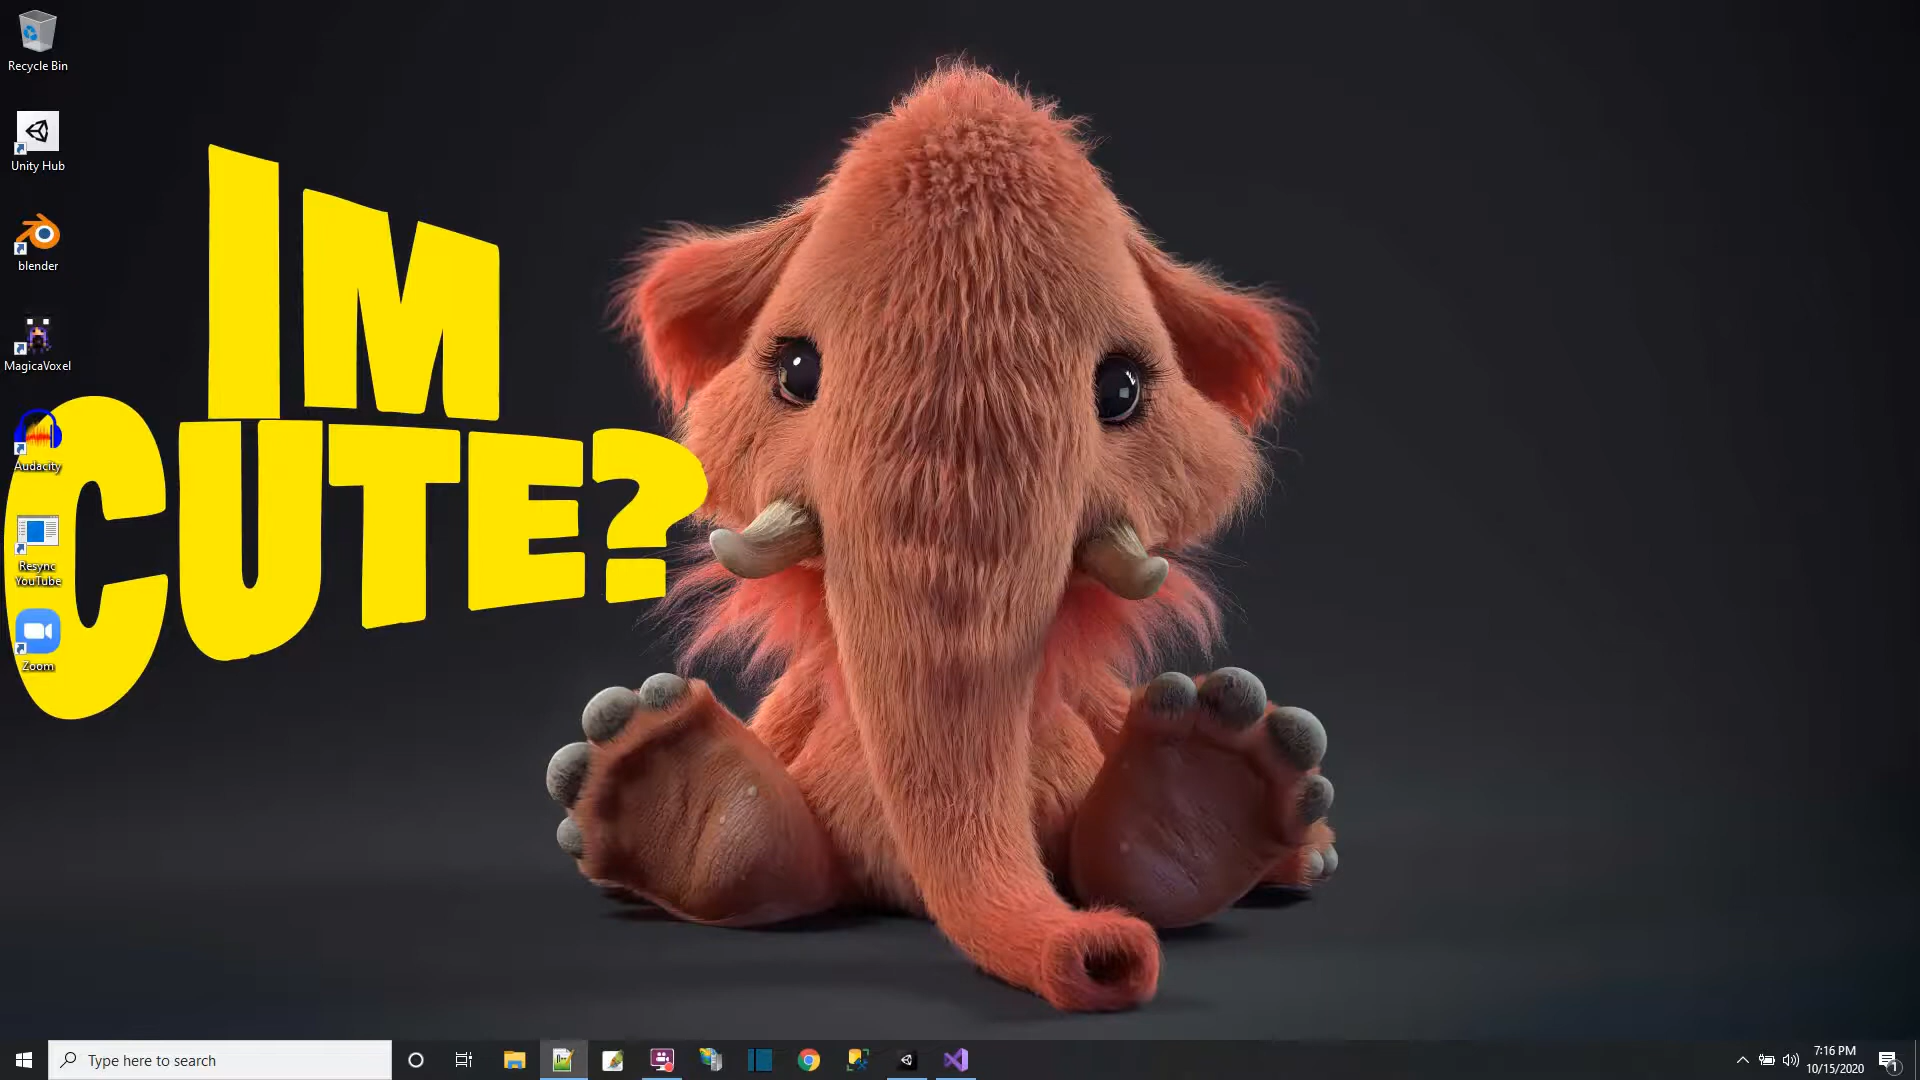 Recycle Bin
Unity Hub
blender
MagicaVoxel
Audacity
Resync
YouTube
Zoom
IM
CUTE?
Type here to search
7:16 PM
10/15/2020
1